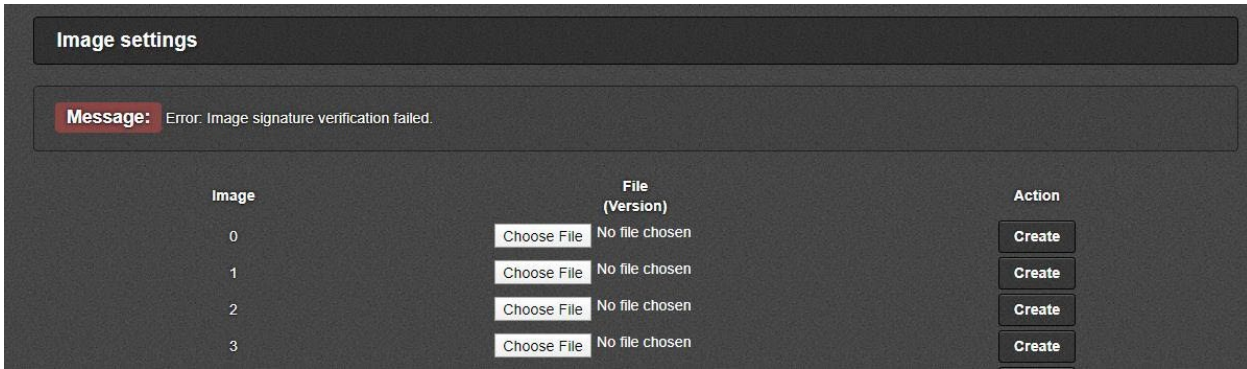 Image settings
Message: Error: Image signature verification failed.
Image File Action
(Version)
0 Choose File No file chosen Create
1 Choose File No file chosen Create
2 Choose File No file chosen Create
3 Choose File No file chosen Create